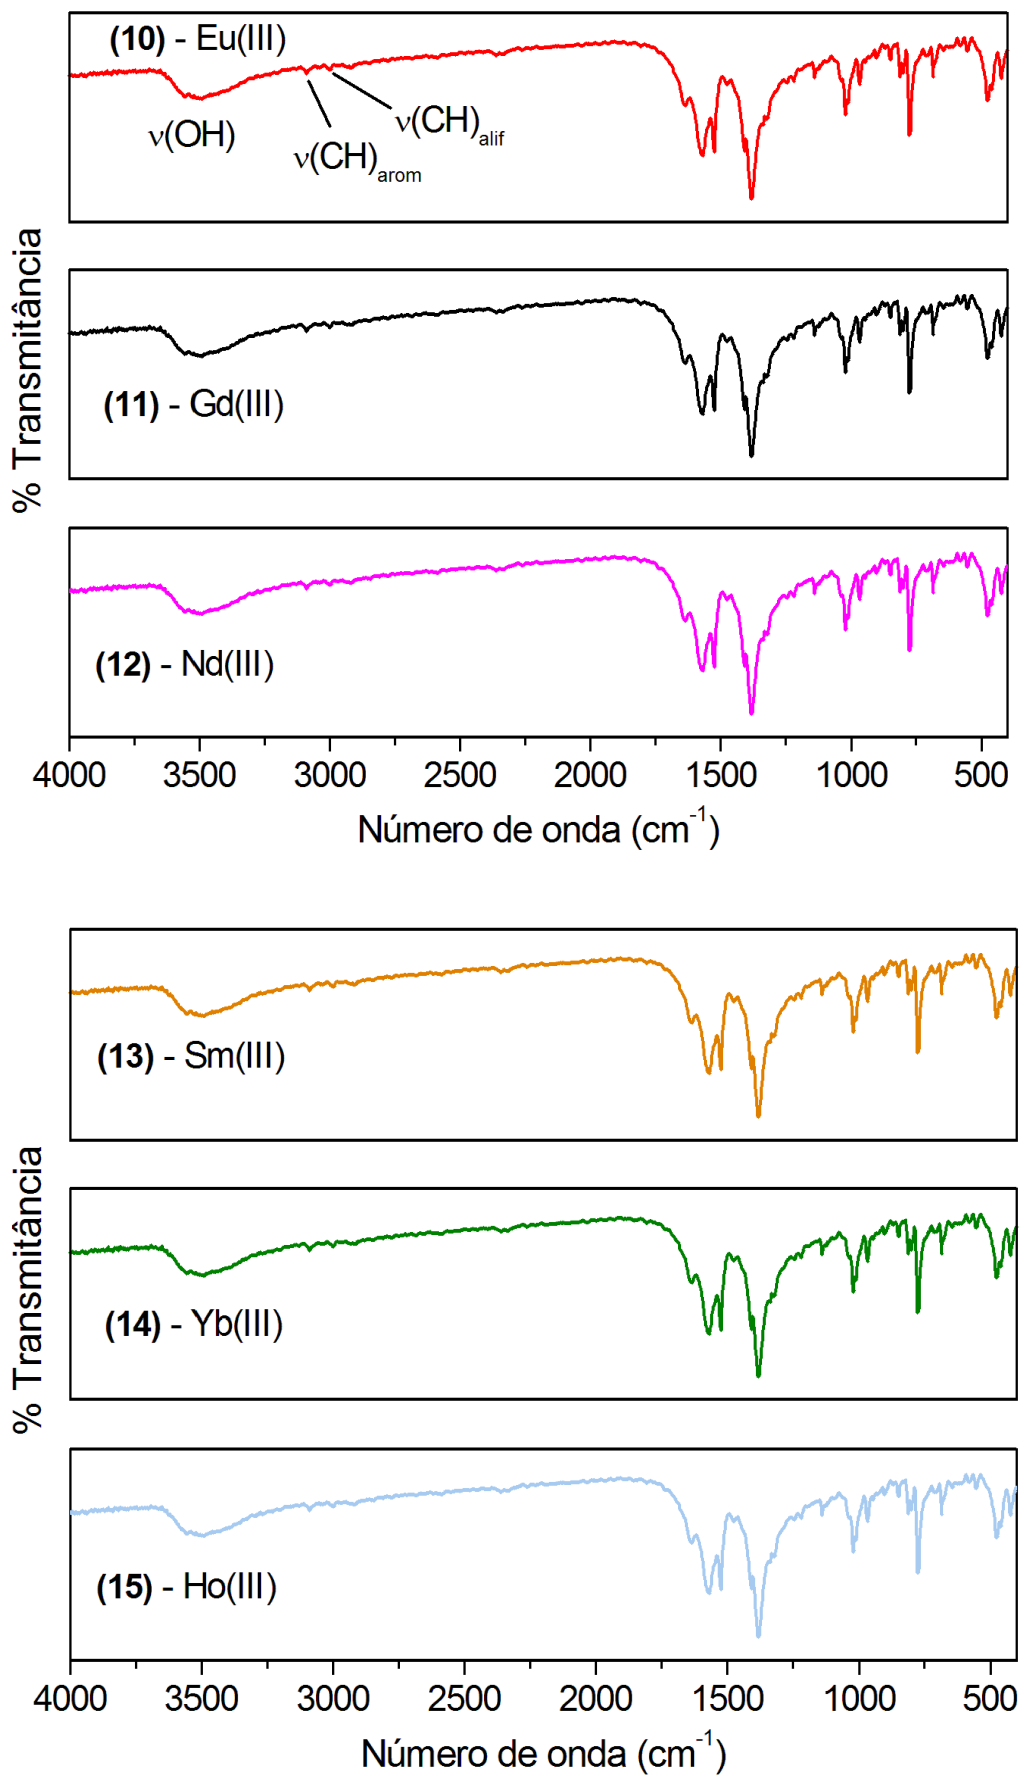 (10) - Eu(III)
ν(OH)
ν(CH)alif
ν(CH)arom
(11) - Gd(III)
% Transmitância
(12) - Nd(III)
4000 3500 3000 2500 2000 1500 1000 500
Número de onda (cm-1)
(13) - Sm(III)
(14) - Yb(III)
% Transmitância
(15) - Ho(III)
4000 3500 3000 2500 2000 1500 1000 500
Número de onda (cm-1)